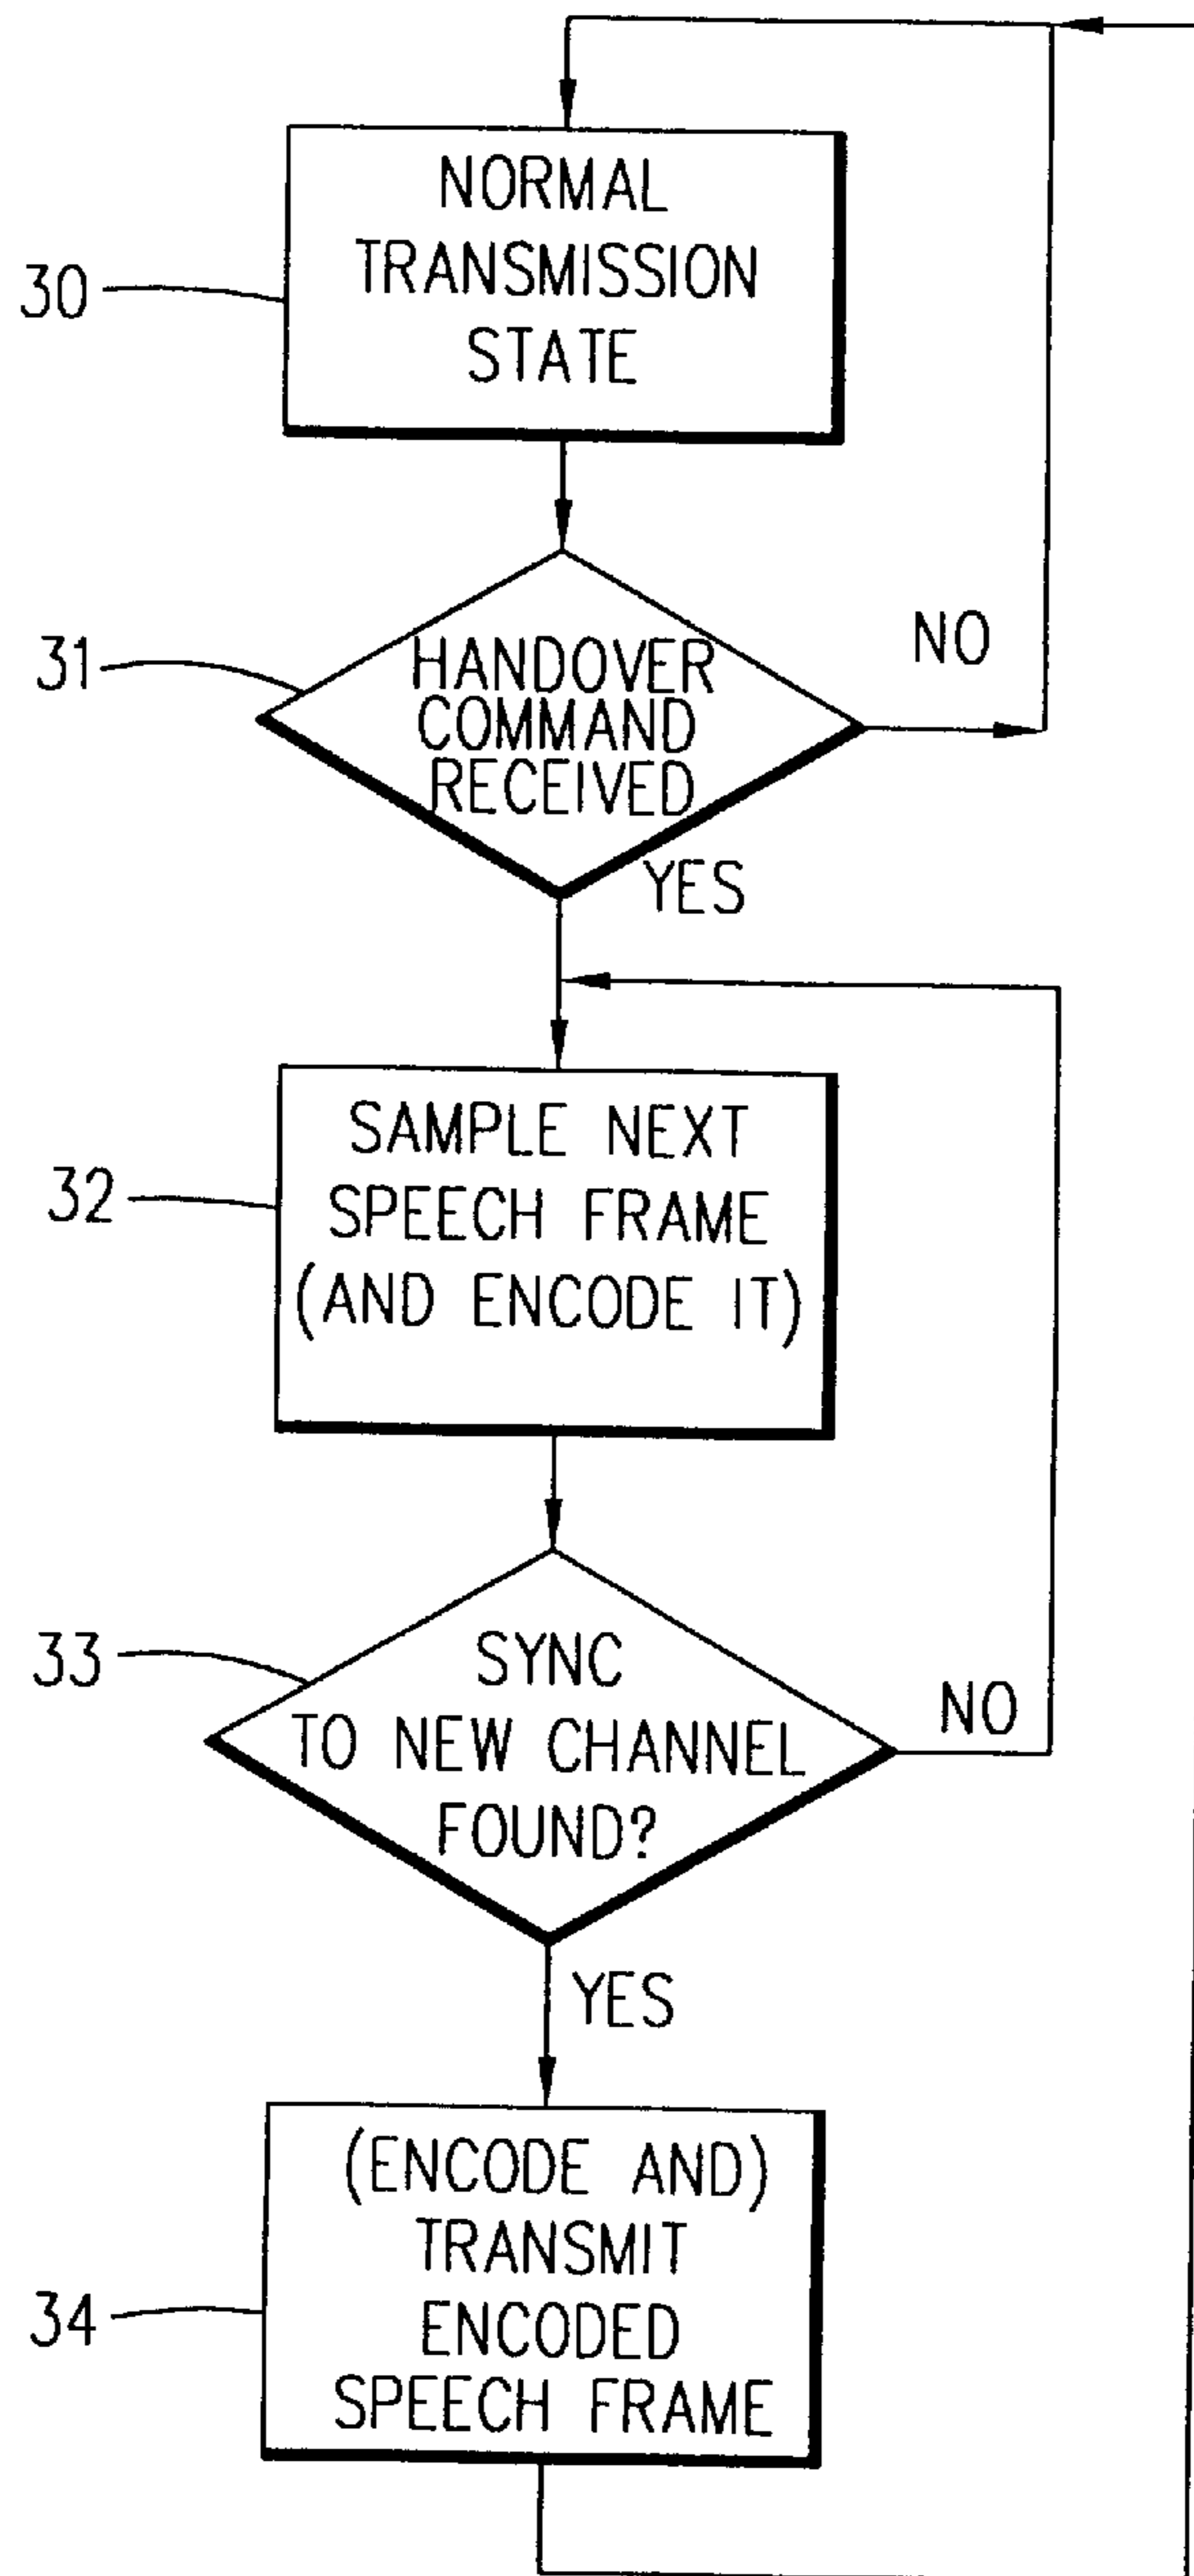 NORMAL
TRANSMISSION
STATE
30
31
HANDOVER
COMMAND
RECEIVED
NO
YES
32
SAMPLE NEXT
SPEECH FRAME
(AND ENCODE IT)
33
SYNC
TO NEW CHANNEL
FOUND?
NO
YES
34
(ENCODE AND)
TRANSMIT
ENCODED
SPEECH FRAME